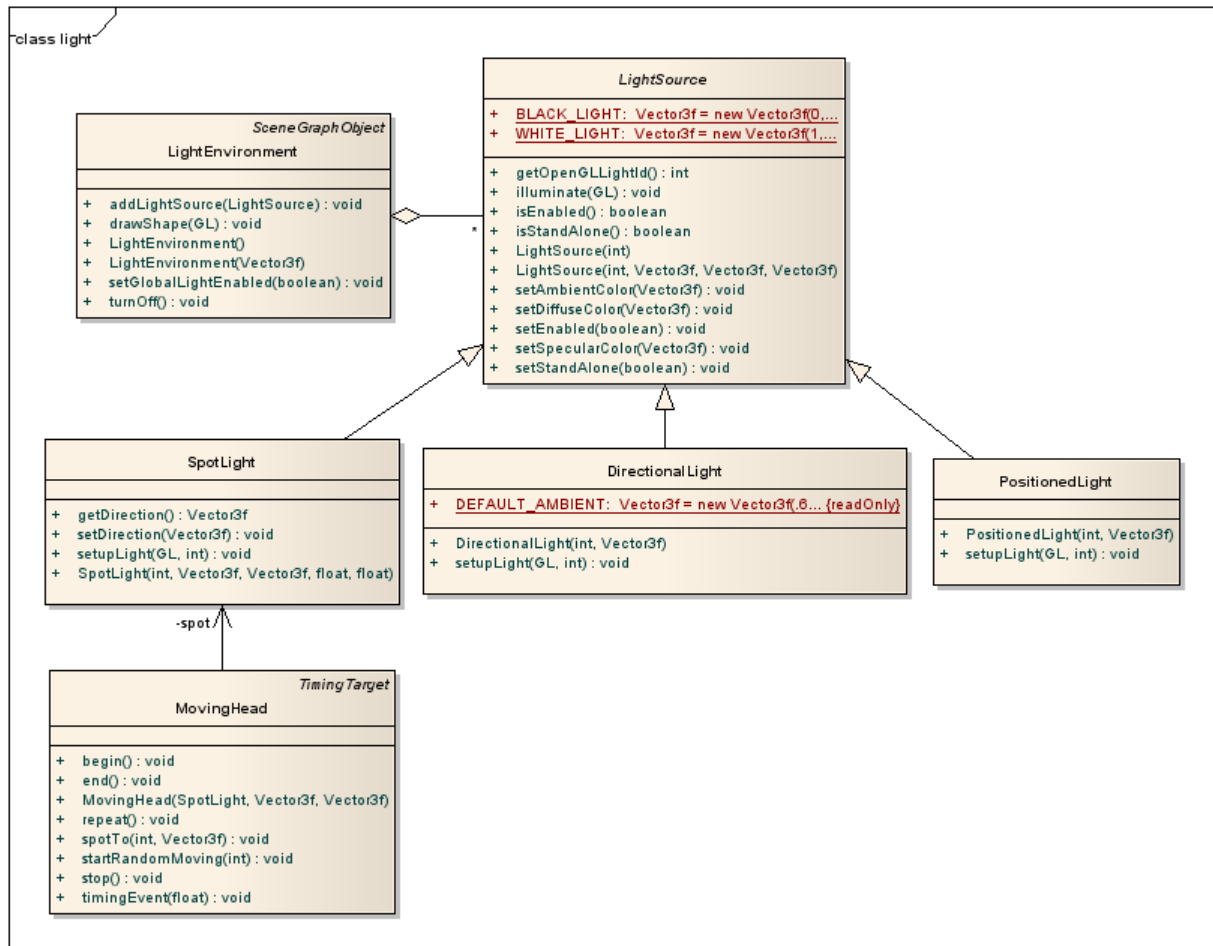 class light
SceneGraphObject
LightEnvironment
+ addLightSource(LightSource) : void
+ drawShape(GL) : void
+ LightEnvironment()
+ LightEnvironment(Vector3f)
+ setGlobalLightEnabled(boolean) : void
+ turnOff() : void
*
LightSource
+ BLACK_LIGHT: Vector3f = new Vector3f(0,...
+ WHITE_LIGHT: Vector3f = new Vector3f(1,...
+ getOpenGLLightId() : int
+ illuminate(GL) : void
+ isEnabled() : boolean
+ isStandAlone() : boolean
+ LightSource(int)
+ LightSource(int, Vector3f, Vector3f, Vector3f)
+ setAmbientColor(Vector3f) : void
+ setDiffuseColor(Vector3f) : void
+ setEnabled(boolean) : void
+ setSpecularColor(Vector3f) : void
+ setStandAlone(boolean) : void
SpotLight
+ getDirection() : Vector3f
+ setDirection(Vector3f) : void
+ setupLight(GL, int) : void
+ SpotLight(int, Vector3f, Vector3f, float, float)
DirectionalLight
+ DEFAULT_AMBIENT: Vector3f = new Vector3f(.6... {readOnly}
+ DirectionalLight(int, Vector3f)
+ setupLight(GL, int) : void
PositionedLight
+ PositionedLight(int, Vector3f)
+ setupLight(GL, int) : void
-spot
TimingTarget
MovingHead
+ begin() : void
+ end() : void
+ MovingHead(SpotLight, Vector3f, Vector3f)
+ repeat() : void
+ spotTo(int, Vector3f) : void
+ startRandomMoving(int) : void
+ stop() : void
+ timingEvent(float) : void